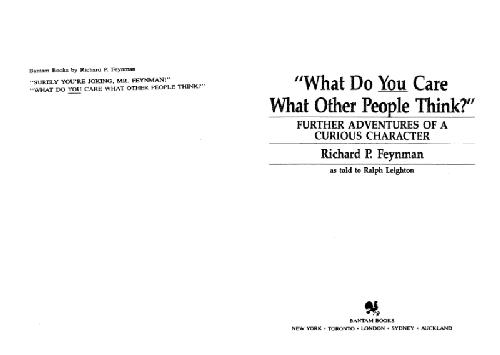 Bantam Books by Richard P. Feynman
"SURELY YOU'RE JOKING, MR. FEYNMAN!"
"WHAT DO YOU CARE WHAT OTHER PEOPLE THINK?"
"What Do You Care
What Other People Think?"
FURTHER ADVENTURES OF A
CURIOUS CHARACTER
Richard P. Feynman
as told to Ralph Leighton
BANTAM BOOKS
NEW YORK • TORONTO • LONDON • SYDNEY • AUCKLAND